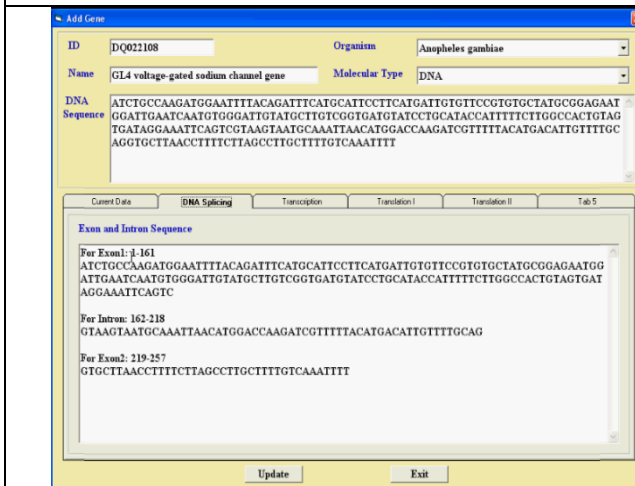 Add Gene
ID DQ022108 Organism Anopheles gambiae
Name GL4 voltage-gated sodium channel gene Molecular Type DNA
DNA Sequence
ATCTGCCAAGATGGAATTTTACAGATTTCATGCATTCCTTCATGATTGTGTTCCGTGTGCTATGCGGAGAAT
GGATTGAATCAATGTGGGATTGTATGCTTGTCGGTGATGTATCCTGCATACCATTTTTCTTGGCCACTGTAG
TGATAGGAAATTCAGTCGTAAGTAATGCAAATTAACATGGACCAAGATCGTTTTTACATGACATTGTTTTGC
AGGTGCTTAACCTTTTCTTAGCCTTGCTTTTGTCAAATTTT
Current Data DNA Splicing Transcription Translation I Translation II Tab 5
Exon and Intron Sequence
For Exon1: 1-161
ATCTGCCAAGATGGAATTTTACAGATTTCATGCATTCCTTCATGATTGTGTTCCGTGTGCTATGCGGAGAATGG
ATTGAATCAATGTGGGATTGTATGCTTGTCGGTGATGTATCCTGCATACCATTTTTCTTGGCCACTGTAGTGAT
AGGAAATTCAGTC
For Intron: 162-218
GTAAGTAATGCAAATTAACATGGACCAAGATCGTTTTTACATGACATTGTTTTGCAG
For Exon2: 219-257
GTGCTTAACCTTTTCTTAGCCTTGCTTTTGTCAAATTTT
Update Exit